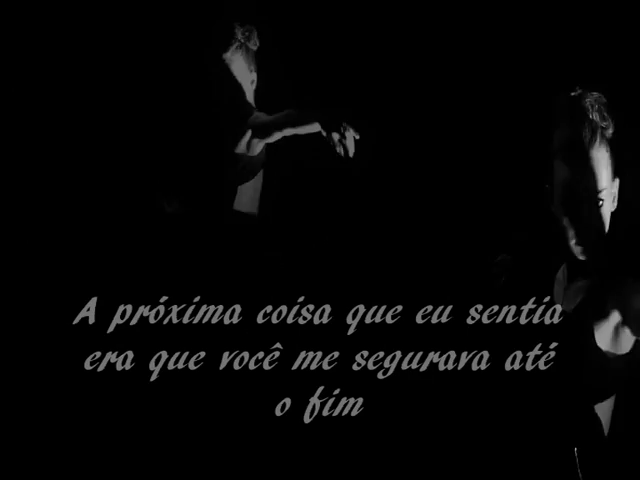 A próxima coisa que eu sentia
era que você me segurava até
o fim